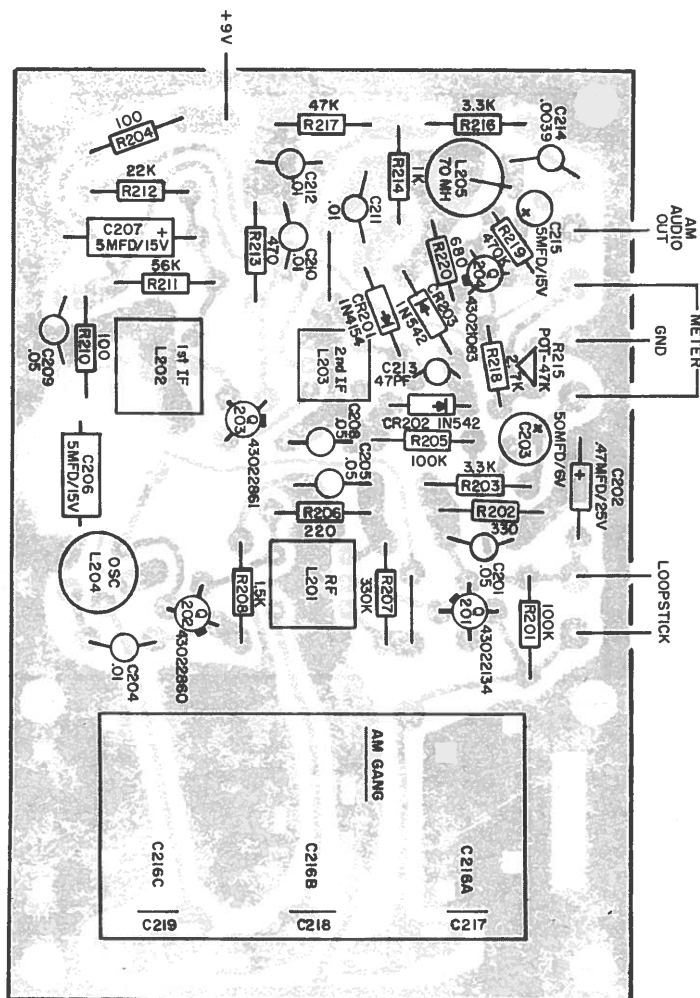 +9V
47K
R217
3.3K
R216
C214
.0039
100
R204
C212
.01
R214
1K
L205
70 MH
22K
R212
C211
.01
C215
5MFD/15V
AM
AUDIO
OUT
C207
5MFD/15V
+
R213
470
C210
.01
R220
680
R219
470K
Q
204
43021083
56K
R211
CR201
IN4154
CR203
IN542
METER
GND
C209
.05
R210
100
1st IF
L202
2nd IF
L203
C213
47PF
R218
2.7K
R215
POT-47K
CR202 IN542
Q
203
43022861
C208
.05
R205
100K
C203
50MFD/6V
C206
5MFD/15V
C205
.05
3.3K
R203
C202
.47MFD/25V
+
R206
220
R202
330
OSC
L204
R208
1.5K
RF
L201
R207
330K
C201
.05
LOOPSTICK
Q
202
43022860
Q
201
43022134
R201
100K
C204
.01
AM GANG
C216C
C216B
C216A
C219
C218
C217